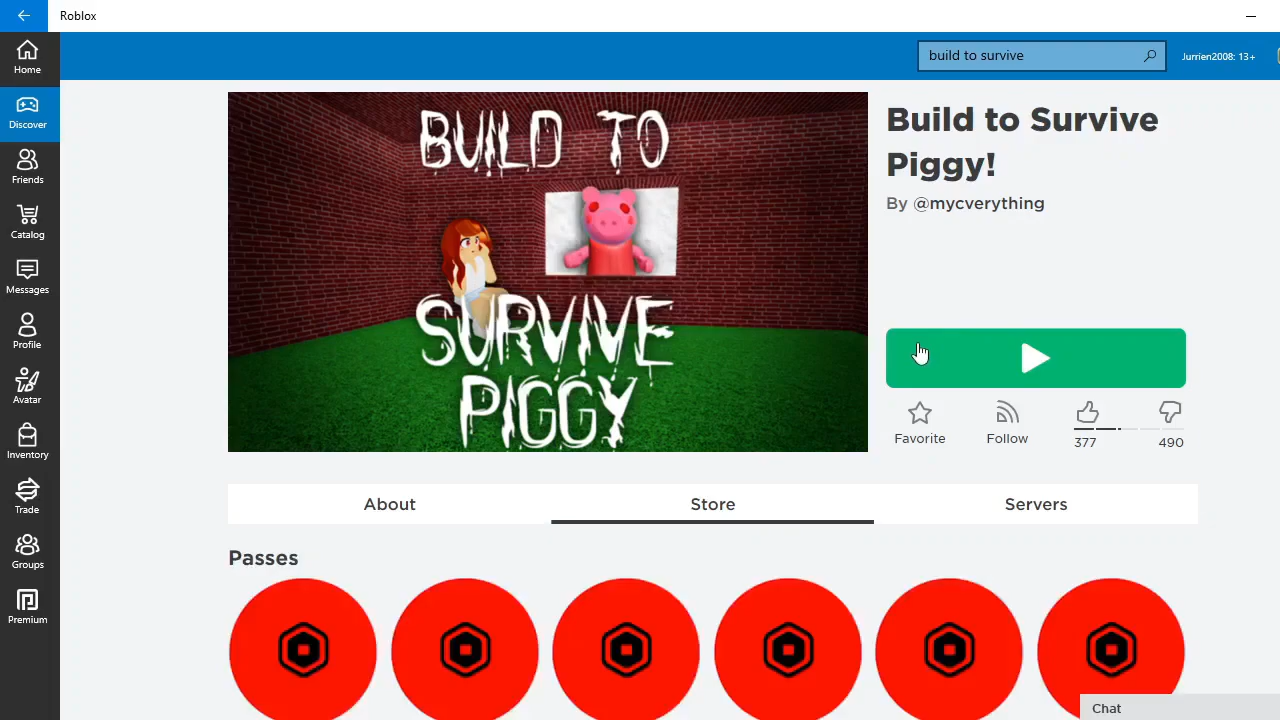 Roblox
build to survive
Jurrien2008: 13+
Home
Discover
Friends
Catalog
Messages
Profile
Avatar
Inventory
Trade
Groups
Premium
BUILD TO
SURVIVE
PIGGY
Build to Survive
Piggy!
By @mycverything
Favorite
Follow
377
490
About
Store
Servers
Passes
Chat